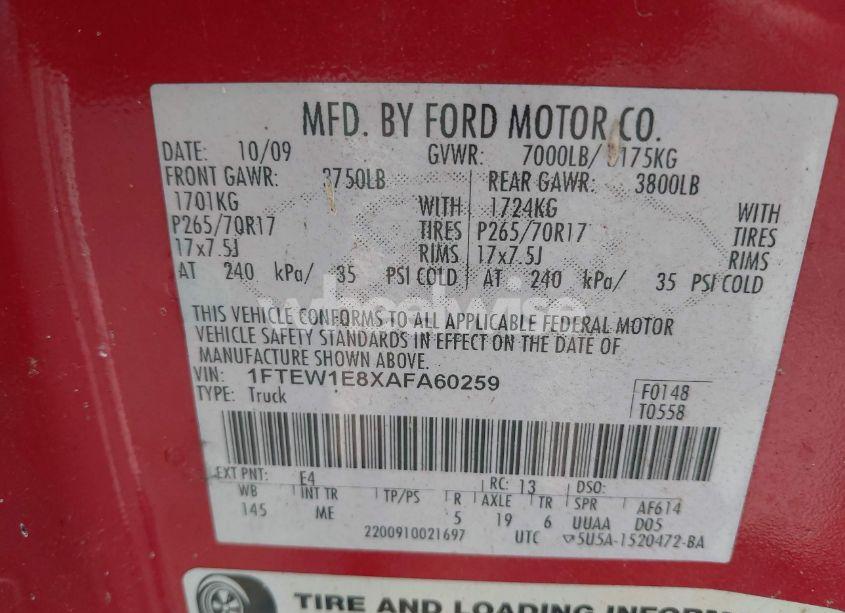 MFD. BY FORD MOTOR CO.
DATE: 10/09 GVWR: 7000LB/ 175KG
FRONT GAWR: 3750LB REAR GAWR: 3800LB
1701KG WITH 1724KG WITH
P265/70R17 TIRES P265/70R17 TIRES
17x7.5J RIMS 17x7.5J RIMS
AT 240 kPa/ 35 PSI COLD AT 240 kPa/ 35 PSI COLD
wheelwise
THIS VEHICLE CONFORMS TO ALL APPLICABLE FEDERAL MOTOR
VEHICLE SAFETY STANDARDS IN EFFECT ON THE DATE OF
MANUFACTURE SHOWN ABOVE.
VIN: 1FTEW1E8XAFA60259 F0148
TYPE: Truck T0558
EXT PNT: E4 RC: 13 DSO:
WB INT TR TP/PS R AXLE TR SPR AF614
145 ME 5 19 6 UUAA D05
2200910021697 UTC ▽5U5A-1520472-BA
TIRE AND LOADING